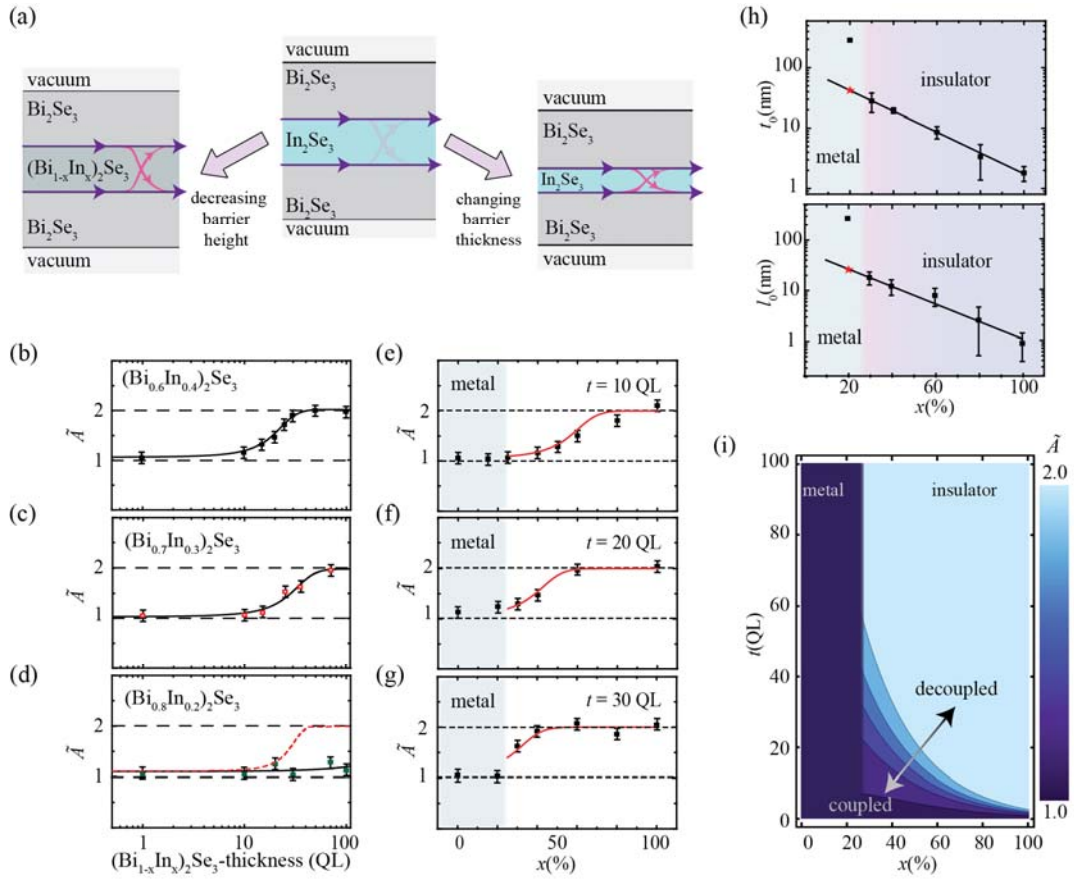 (a)
vacuum
Bi₂Se₃
(Bi₁₋ₓInₓ)₂Se₃
Bi₂Se₃
vacuum
decreasing
barrier
height
vacuum
Bi₂Se₃
In₂Se₃
Bi₂Se₃
vacuum
changing
barrier
thickness
vacuum
Bi₂Se₃
In₂Se₃
Bi₂Se₃
vacuum
(b)
(Bi₀.₆In₀.₄)₂Se₃
2
1
Ã
(c)
(Bi₀.₇In₀.₃)₂Se₃
2
1
Ã
(d)
(Bi₀.₈In₀.₂)₂Se₃
2
1
Ã
1 10 100
(Bi₁₋ₓInₓ)₂Se₃-thickness (QL)
(e)
metal
t = 10 QL
2
1
Ã
(f)
metal
t = 20 QL
2
1
Ã
(g)
metal
t = 30 QL
2
1
Ã
0 20 40 60 80 100
x(%)
(h)
insulator
metal
100
10
1
t₀(nm)
insulator
metal
100
10
1
l₀(nm)
20 40 60 80 100
x(%)
(i)
metal
insulator
decoupled
coupled
100
80
60
40
20
0
t(QL)
0 20 40 60 80 100
x(%)
Ã
2.0
1.0